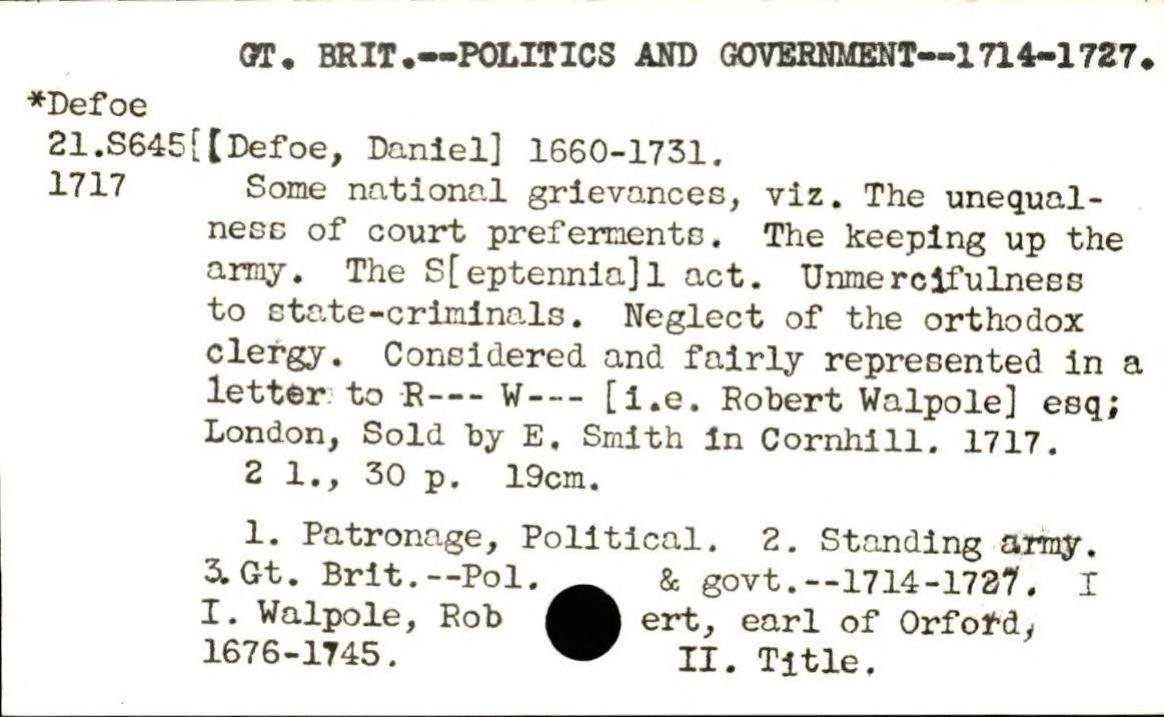 GT. BRIT.--POLITICS AND GOVERNMENT--1714-1727.
*Defoe
21.S645[[Defoe, Daniel] 1660-1731.
1717 Some national grievances, viz. The unequal-
ness of court preferments. The keeping up the
army. The S[eptennia]l act. Unmercifulness
to state-criminals. Neglect of the orthodox
clergy. Considered and fairly represented in a
letter to R--- W--- [i.e. Robert Walpole] esq;
London, Sold by E. Smith in Cornhill. 1717.
2 l., 30 p. 19cm.
1. Patronage, Political. 2. Standing army.
3. Gt. Brit.--Pol. & govt.--1714-1727. I
I. Walpole, Rob ert, earl of Orford,
1676-1745. II. Title.